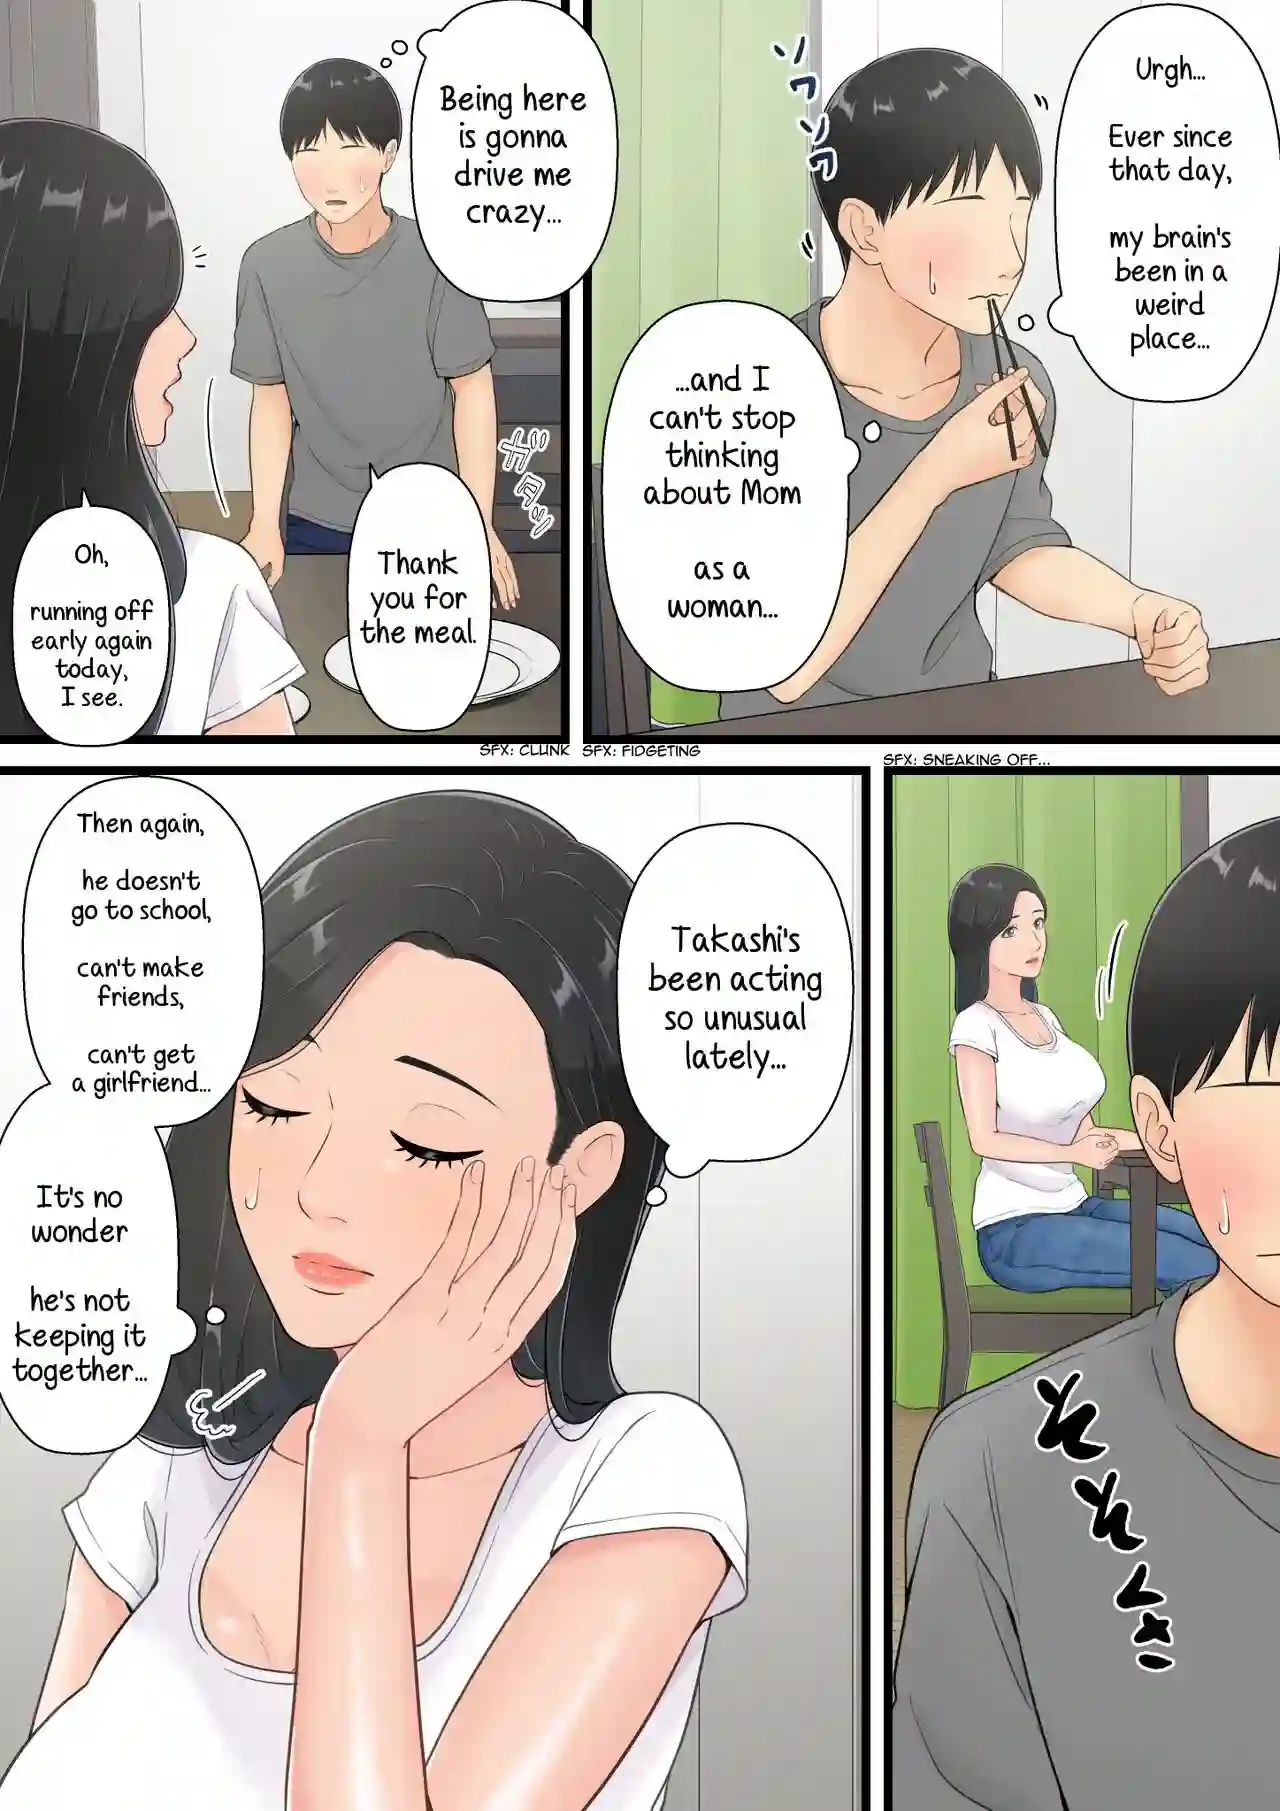 Urgh...
Ever since
that day,
my brain's
been in a
weird
place...
...and I
can't stop
thinking
about Mom
as a
woman...
ソワ
ソワ
SFX: FIDGETING
Being here
is gonna
drive me
crazy...
Thank
you for
the meal.
Oh,
running off
early again
today,
I see.
ガタッ
SFX: CLUNK
SFX: SNEAKING OFF...
そそくさ
Takashi's
been acting
so unusual
lately...
Then again,
he doesn't
go to school,
can't make
friends,
can't get
a girlfriend...
It's no
wonder
he's not
keeping it
together...